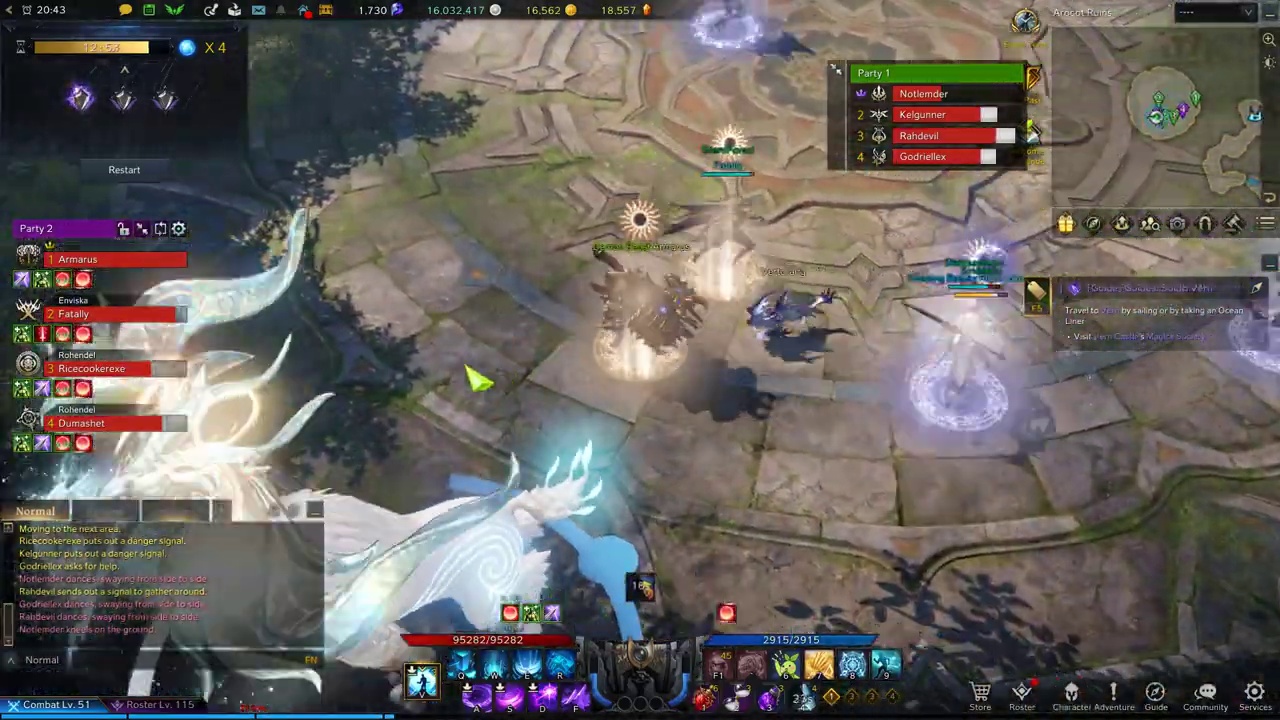 20:43
1,730
16,032,417
16,562
18,557
Arocot Ruins
X 4
Restart
Party 1
Notlemder
2 Kelgunner
3 Rahdevil
4 Godriellex
Party 2
1 Armarus
Enviska
2 Fatally
Rohendel
3 Ricecookerexe
Rohendel
4 Dumashet
F5
Travel to Vern by sailing or by taking an Ocean
Liner
Normal
Moving to the next area.
Ricecookerexe puts out a danger signal.
Kelgunner puts out a danger signal.
Godriellex asks for help.
Notlemder dances, swaying from side to side
Rahdevil sends out a signal to gather around.
Godriellex dances, swaying from side to side
Rahdevil dances, swaying from side to side
Notlemder kneels on the ground.
Normal
EN
95282/95282
2915/2915
Q W E R
A S D F
F1
45
Combat Lv. 51
Roster Lv. 115
Store
Roster
Character
Adventure
Guide
Community
Services